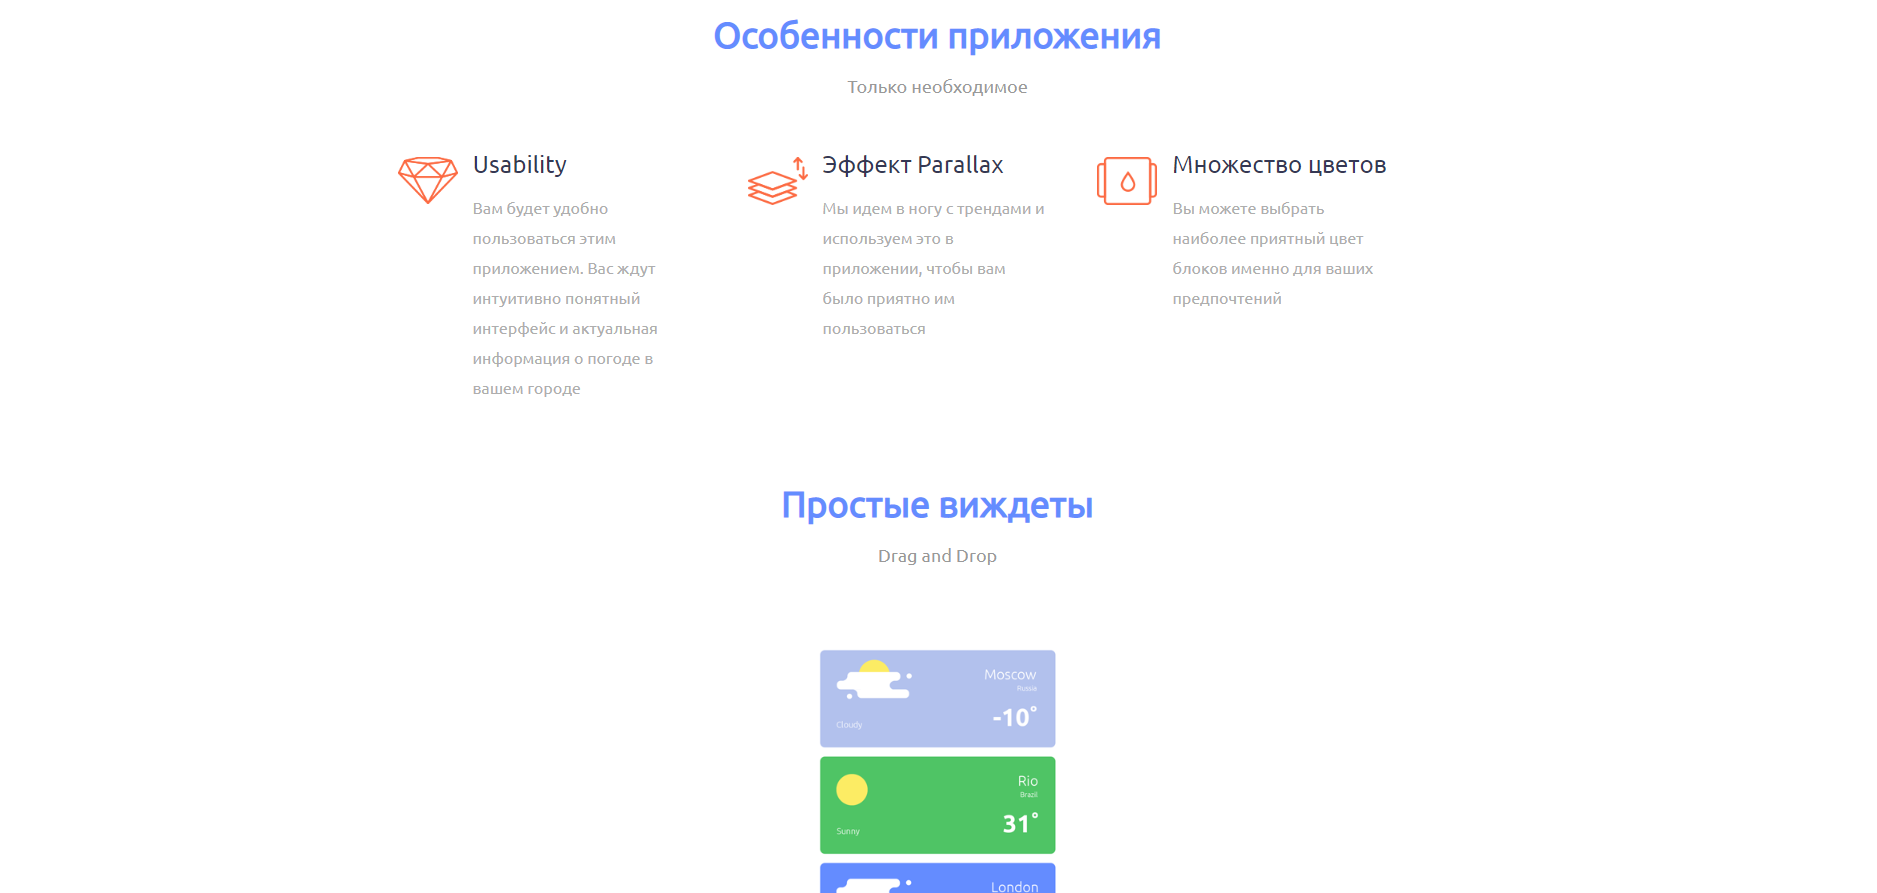 Особенности приложения
Только необходимое
Usability
Вам будет удобно
пользоваться этим
приложением. Вас ждут
интуитивно понятный
интерфейс и актуальная
информация о погоде в
вашем городе
Эффект Parallax
Мы идем в ногу с трендами и
используем это в
приложении, чтобы вам
было приятно им
пользоваться
Множество цветов
Вы можете выбрать
наиболее приятный цвет
блоков именно для ваших
предпочтений
Простые виждеты
Drag and Drop
Moscow
Russia
-10°
Cloudy
Rio
Brazil
31°
Sunny
London